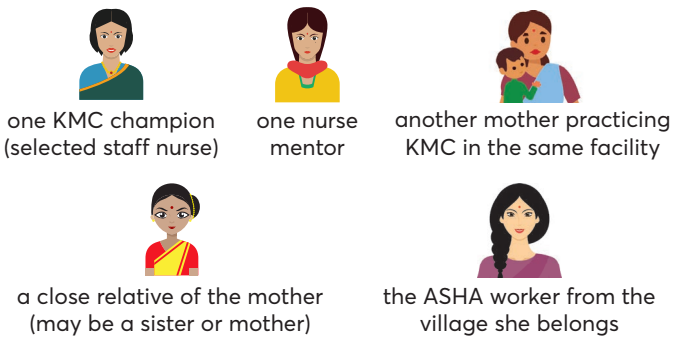 one KMC champion
(selected staff nurse)
one nurse
mentor
another mother practicing
KMC in the same facility
a close relative of the mother
(may be a sister or mother)
the ASHA worker from the
village she belongs